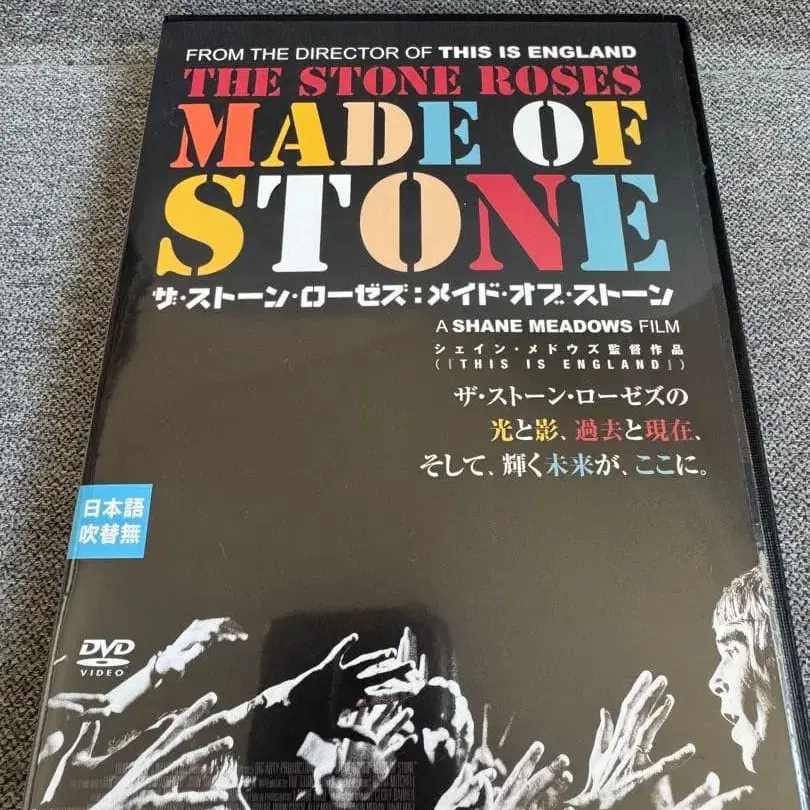 FROM THE DIRECTOR OF THIS IS ENGLAND
THE STONE ROSES
MADE OF
STONE
ザ・ストーン・ローゼズ:メイド・オブ・ストーン
A SHANE MEADOWS FILM
シェイン・メドウズ監督作品
(『THIS IS ENGLAND』)
ザ・ストーン・ローゼズの
光と影、過去と現在、
そして、輝く未来が、ここに。
日本語
吹替無
DVD
VIDEO